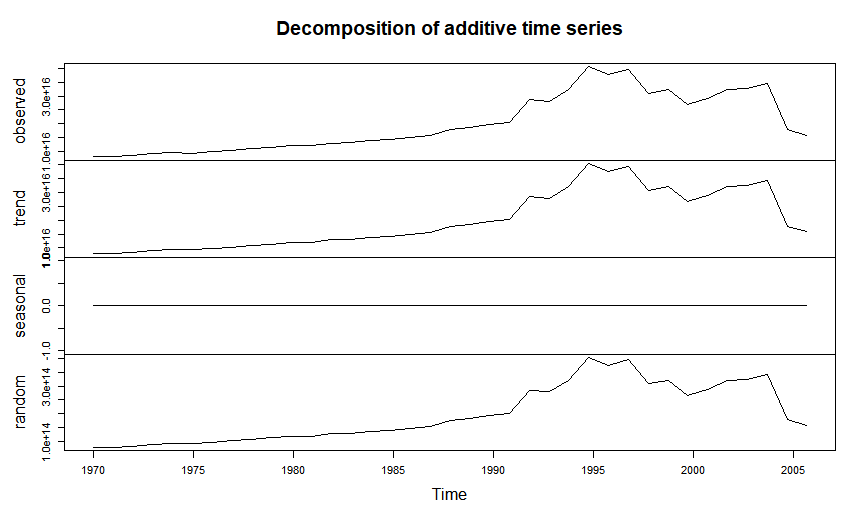 Decomposition of additive time series
observed
3.0e+16
1.0e+16
trend
3.0e+16
1.0e+16
seasonal
1.0
0.0
-1.0
random
3.0e+14
1.0e+14
1970 1975 1980 1985 1990 1995 2000 2005
Time